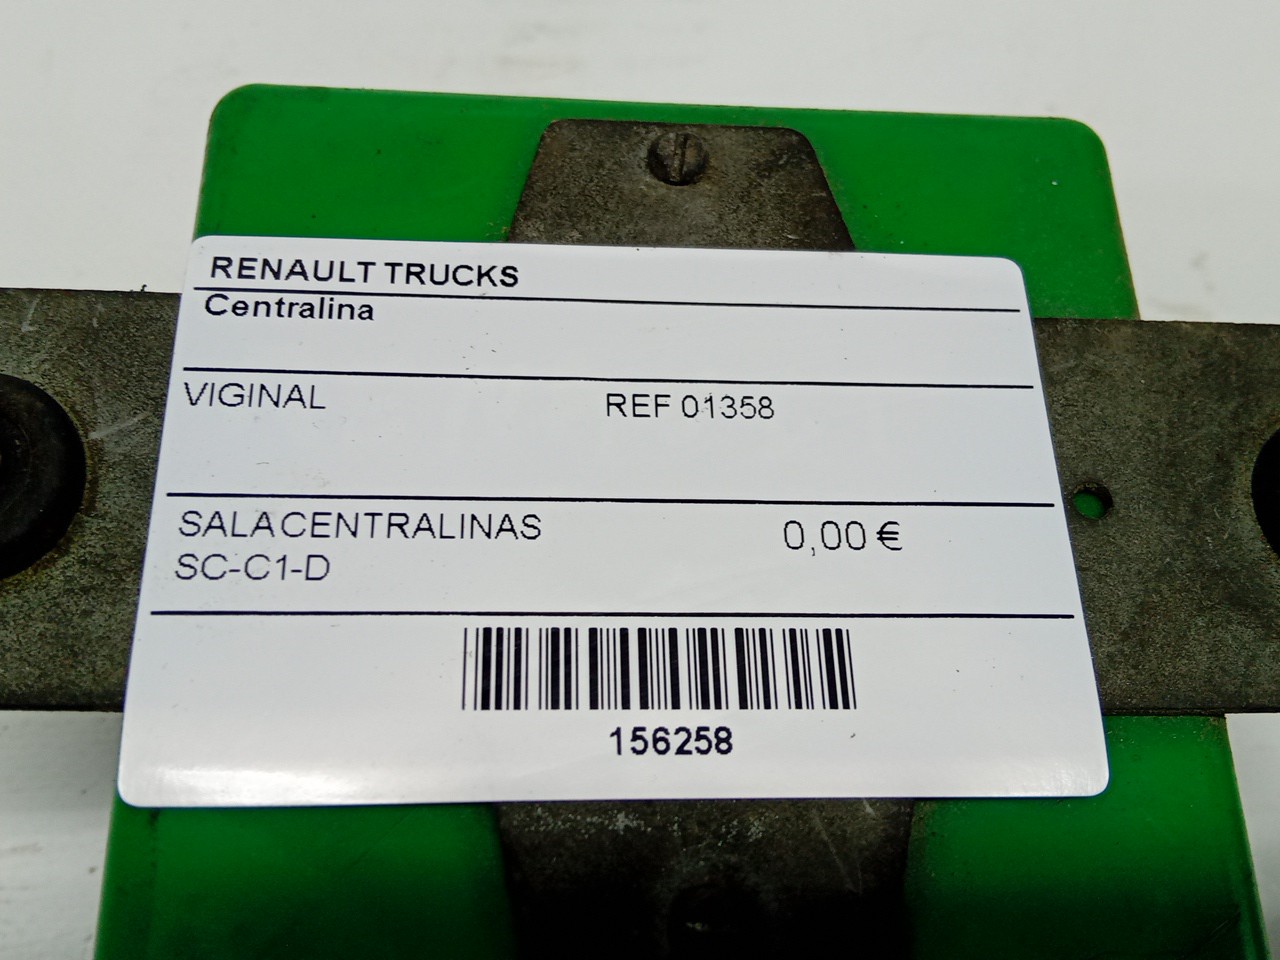 RENAULT TRUCKS
Centralina
VIGINAL REF 01358
SALACENTRALINAS 0,00 €
SC-C1-D
156258